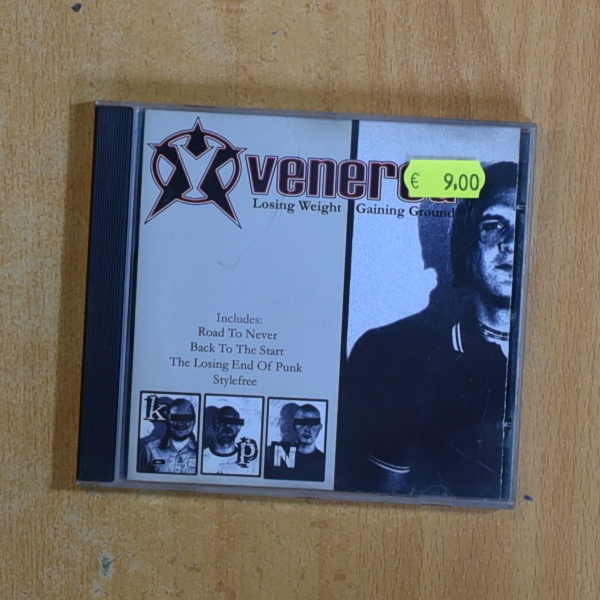 € 9.00
Losing Weight Gaining Ground
Includes:
Road To Never
Back To The Start
The Losing End Of Punk
Stylefree
k
p
N